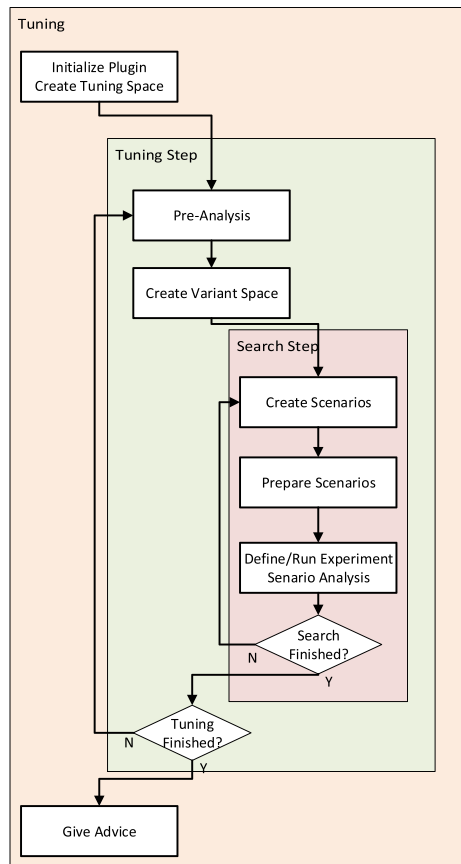 Tuning
Initialize Plugin
Create Tuning Space
Tuning Step
Pre-Analysis
Create Variant Space
Search Step
Create Scenarios
Prepare Scenarios
Define/Run Experiment
Senario Analysis
Search
Finished?
N
Y
Tuning
Finished?
N
Y
Give Advice